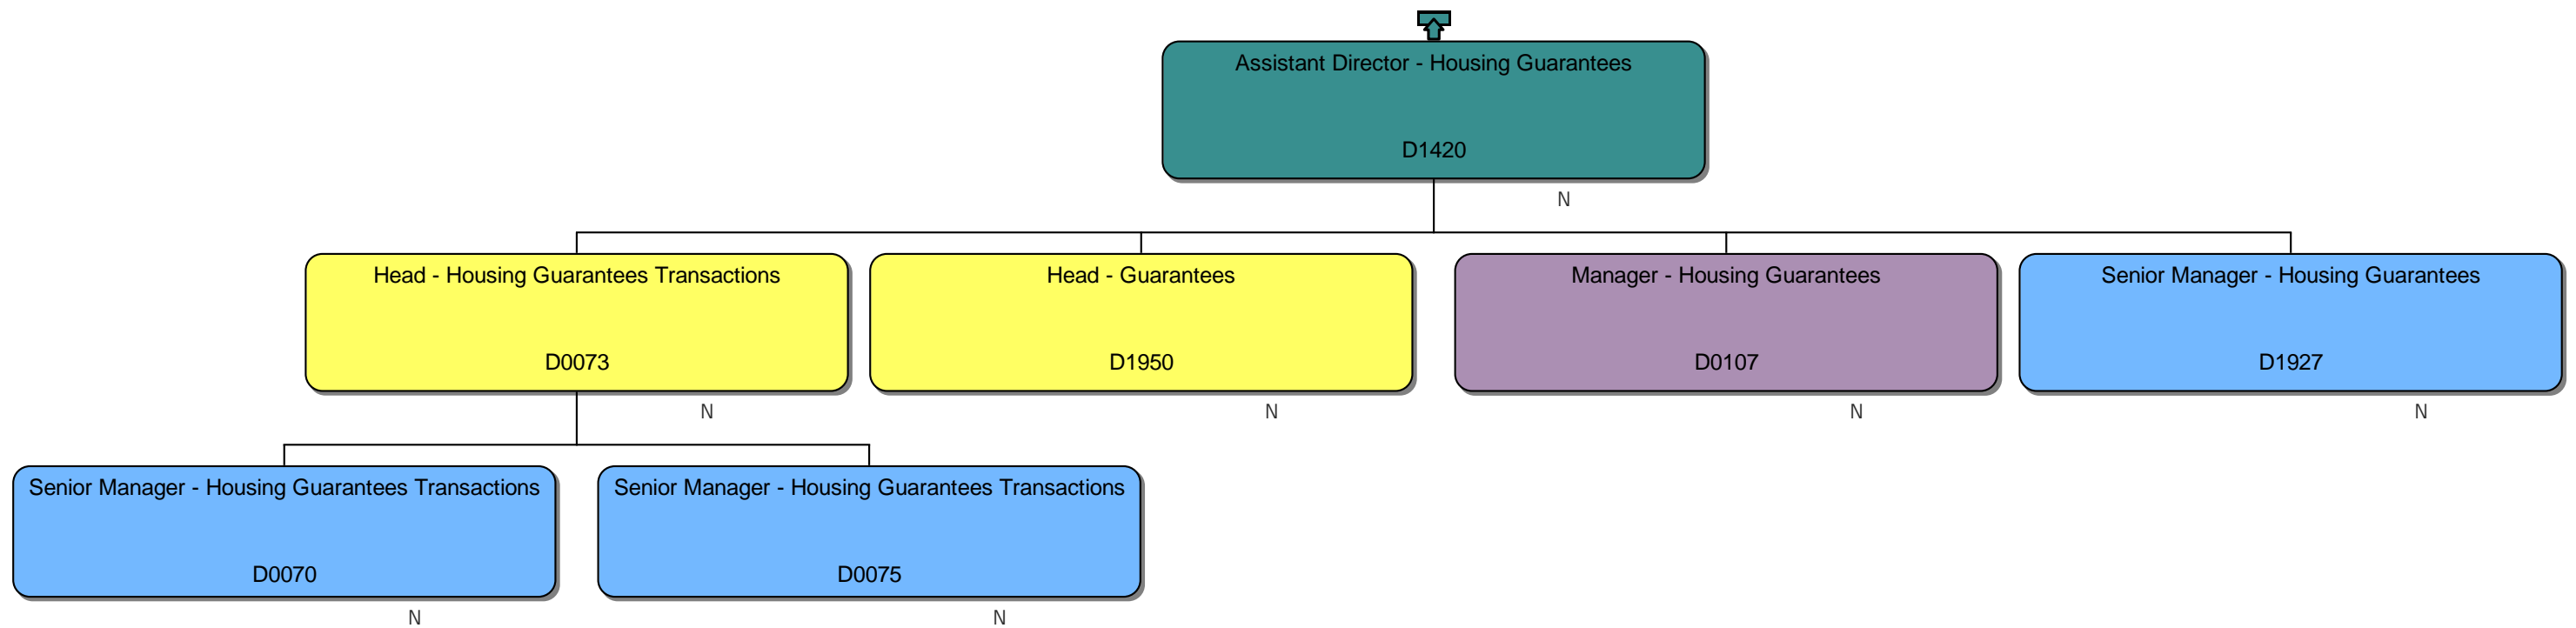 Assistant Director - Housing Guarantees
D1420
N
Head - Housing Guarantees Transactions
D0073
N
Head - Guarantees
D1950
N
Manager - Housing Guarantees
D0107
N
Senior Manager - Housing Guarantees
D1927
N
Senior Manager - Housing Guarantees Transactions
D0070
N
Senior Manager - Housing Guarantees Transactions
D0075
N